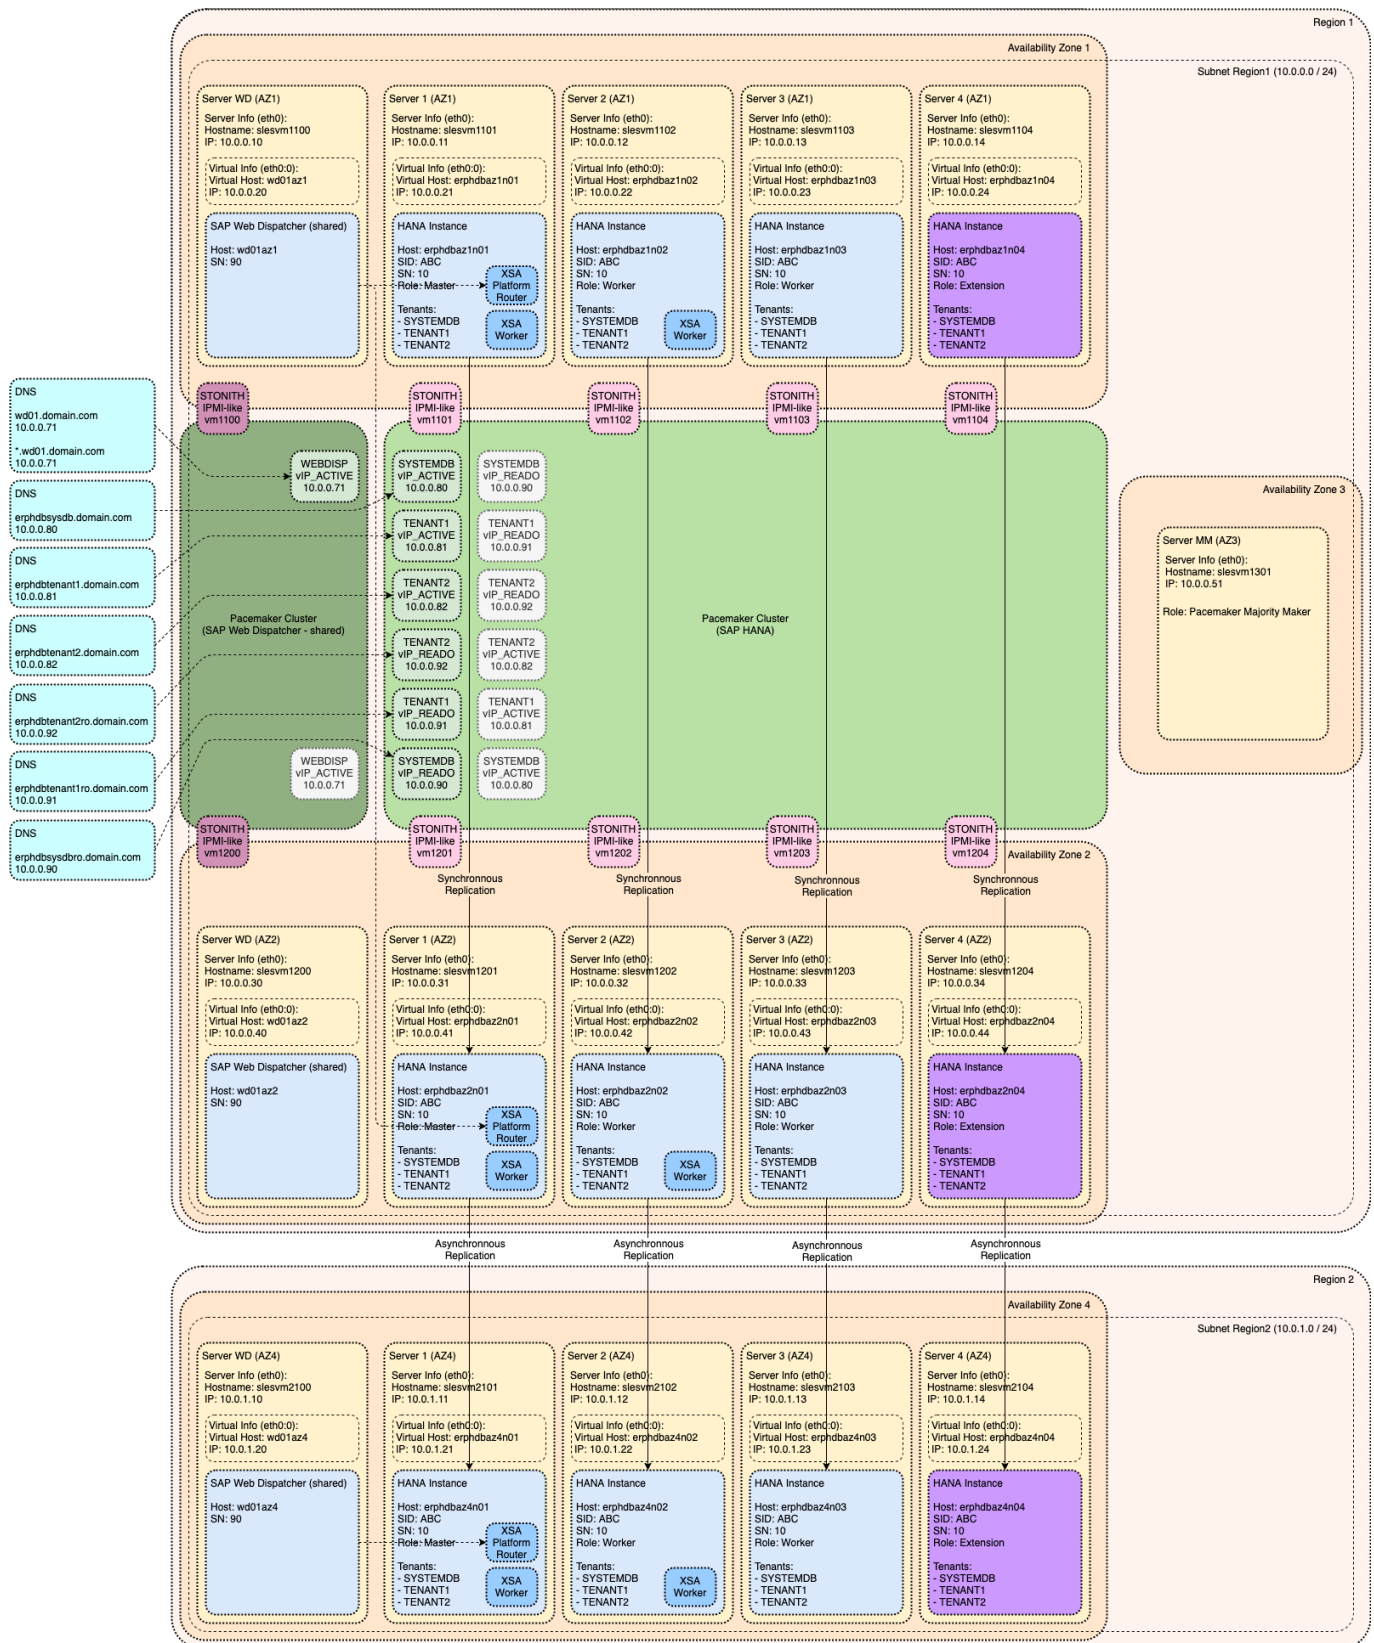 Region 1
Availability Zone 1
Subnet Region1 (10.0.0.0 / 24)
Server WD (AZ1)
Server Info (eth0):
Hostname: slesvm1100
IP: 10.0.0.10
Virtual Info (eth0:0):
Virtual Host: wd01az1
IP: 10.0.0.20
SAP Web Dispatcher (shared)
Host: wd01az1
SN: 90
Server 1 (AZ1)
Server Info (eth0):
Hostname: slesvm1101
IP: 10.0.0.11
Virtual Info (eth0:0):
Virtual Host: erphdbaz1n01
IP: 10.0.0.21
HANA Instance
Host: erphdbaz1n01
SID: ABC
SN: 10
Role: Master
Tenants:
- SYSTEMDB
- TENANT1
- TENANT2
XSA
Platform
Router
XSA
Worker
Server 2 (AZ1)
Server Info (eth0):
Hostname: slesvm1102
IP: 10.0.0.12
Virtual Info (eth0:0):
Virtual Host: erphdbaz1n02
IP: 10.0.0.22
HANA Instance
Host: erphdbaz1n02
SID: ABC
SN: 10
Role: Worker
Tenants:
- SYSTEMDB
- TENANT1
- TENANT2
XSA
Worker
Server 3 (AZ1)
Server Info (eth0):
Hostname: slesvm1103
IP: 10.0.0.13
Virtual Info (eth0:0):
Virtual Host: erphdbaz1n03
IP: 10.0.0.23
HANA Instance
Host: erphdbaz1n03
SID: ABC
SN: 10
Role: Worker
Tenants:
- SYSTEMDB
- TENANT1
- TENANT2
Server 4 (AZ1)
Server Info (eth0):
Hostname: slesvm1104
IP: 10.0.0.14
Virtual Info (eth0:0):
Virtual Host: erphdbaz1n04
IP: 10.0.0.24
HANA Instance
Host: erphdbaz1n04
SID: ABC
SN: 10
Role: Extension
Tenants:
- SYSTEMDB
- TENANT1
- TENANT2
STONITH
IPMI-like
vm1100
STONITH
IPMI-like
vm1101
STONITH
IPMI-like
vm1102
STONITH
IPMI-like
vm1103
STONITH
IPMI-like
vm1104
DNS
wd01.domain.com
10.0.0.71
*.wd01.domain.com
10.0.0.71
DNS
erphdbsysdb.domain.com
10.0.0.80
DNS
erphdbtenant1.domain.com
10.0.0.81
DNS
erphdbtenant2.domain.com
10.0.0.82
DNS
erphdbtenant2ro.domain.com
10.0.0.92
DNS
erphdbtenant1ro.domain.com
10.0.0.91
DNS
erphdbsysdbro.domain.com
10.0.0.90
WEBDISP
vIP_ACTIVE
10.0.0.71
Pacemaker Cluster
(SAP Web Dispatcher - shared)
WEBDISP
vIP_ACTIVE
10.0.0.71
SYSTEMDB
vIP_ACTIVE
10.0.0.80
SYSTEMDB
vIP_READO
10.0.0.90
TENANT1
vIP_ACTIVE
10.0.0.81
TENANT1
vIP_READO
10.0.0.91
TENANT2
vIP_ACTIVE
10.0.0.82
TENANT2
vIP_READO
10.0.0.92
TENANT2
vIP_READO
10.0.0.92
TENANT2
vIP_ACTIVE
10.0.0.82
TENANT1
vIP_READO
10.0.0.91
TENANT1
vIP_ACTIVE
10.0.0.81
SYSTEMDB
vIP_READO
10.0.0.90
SYSTEMDB
vIP_ACTIVE
10.0.0.80
Pacemaker Cluster
(SAP HANA)
Availability Zone 3
Server MM (AZ3)
Server Info (eth0):
Hostname: slesvm1301
IP: 10.0.0.51
Role: Pacemaker Majority Maker
STONITH
IPMI-like
vm1200
STONITH
IPMI-like
vm1201
STONITH
IPMI-like
vm1202
STONITH
IPMI-like
vm1203
STONITH
IPMI-like
vm1204
Availability Zone 2
Synchronnous
Replication
Synchronnous
Replication
Synchronnous
Replication
Synchronnous
Replication
Server WD (AZ2)
Server Info (eth0):
Hostname: slesvm1200
IP: 10.0.0.30
Virtual Info (eth0:0):
Virtual Host: wd01az2
IP: 10.0.0.40
SAP Web Dispatcher (shared)
Host: wd01az2
SN: 90
Server 1 (AZ2)
Server Info (eth0):
Hostname: slesvm1201
IP: 10.0.0.31
Virtual Info (eth0:0):
Virtual Host: erphdbaz2n01
IP: 10.0.0.41
HANA Instance
Host: erphdbaz2n01
SID: ABC
SN: 10
Role: Master
Tenants:
- SYSTEMDB
- TENANT1
- TENANT2
XSA
Platform
Router
XSA
Worker
Server 2 (AZ2)
Server Info (eth0):
Hostname: slesvm1202
IP: 10.0.0.32
Virtual Info (eth0:0):
Virtual Host: erphdbaz2n02
IP: 10.0.0.42
HANA Instance
Host: erphdbaz2n02
SID: ABC
SN: 10
Role: Worker
Tenants:
- SYSTEMDB
- TENANT1
- TENANT2
XSA
Worker
Server 3 (AZ2)
Server Info (eth0):
Hostname: slesvm1203
IP: 10.0.0.33
Virtual Info (eth0:0):
Virtual Host: erphdbaz2n03
IP: 10.0.0.43
HANA Instance
Host: erphdbaz2n03
SID: ABC
SN: 10
Role: Worker
Tenants:
- SYSTEMDB
- TENANT1
- TENANT2
Server 4 (AZ2)
Server Info (eth0):
Hostname: slesvm1204
IP: 10.0.0.34
Virtual Info (eth0:0):
Virtual Host: erphdbaz2n04
IP: 10.0.0.44
HANA Instance
Host: erphdbaz2n04
SID: ABC
SN: 10
Role: Extension
Tenants:
- SYSTEMDB
- TENANT1
- TENANT2
Asynchronnous
Replication
Asynchronnous
Replication
Asynchronnous
Replication
Asynchronnous
Replication
Region 2
Availability Zone 4
Subnet Region2 (10.0.1.0 / 24)
Server WD (AZ4)
Server Info (eth0):
Hostname: slesvm2100
IP: 10.0.1.10
Virtual Info (eth0:0):
Virtual Host: wd01az4
IP: 10.0.1.20
SAP Web Dispatcher (shared)
Host: wd01az4
SN: 90
Server 1 (AZ4)
Server Info (eth0):
Hostname: slesvm2101
IP: 10.0.1.11
Virtual Info (eth0:0):
Virtual Host: erphdbaz4n01
IP: 10.0.1.21
HANA Instance
Host: erphdbaz4n01
SID: ABC
SN: 10
Role: Master
Tenants:
- SYSTEMDB
- TENANT1
- TENANT2
XSA
Platform
Router
XSA
Worker
Server 2 (AZ4)
Server Info (eth0):
Hostname: slesvm2102
IP: 10.0.1.12
Virtual Info (eth0:0):
Virtual Host: erphdbaz4n02
IP: 10.0.1.22
HANA Instance
Host: erphdbaz4n02
SID: ABC
SN: 10
Role: Worker
Tenants:
- SYSTEMDB
- TENANT1
- TENANT2
XSA
Worker
Server 3 (AZ4)
Server Info (eth0):
Hostname: slesvm2103
IP: 10.0.1.13
Virtual Info (eth0:0):
Virtual Host: erphdbaz4n03
IP: 10.0.1.23
HANA Instance
Host: erphdbaz4n03
SID: ABC
SN: 10
Role: Worker
Tenants:
- SYSTEMDB
- TENANT1
- TENANT2
Server 4 (AZ4)
Server Info (eth0):
Hostname: slesvm2104
IP: 10.0.1.14
Virtual Info (eth0:0):
Virtual Host: erphdbaz4n04
IP: 10.0.1.24
HANA Instance
Host: erphdbaz4n04
SID: ABC
SN: 10
Role: Extension
Tenants:
- SYSTEMDB
- TENANT1
- TENANT2